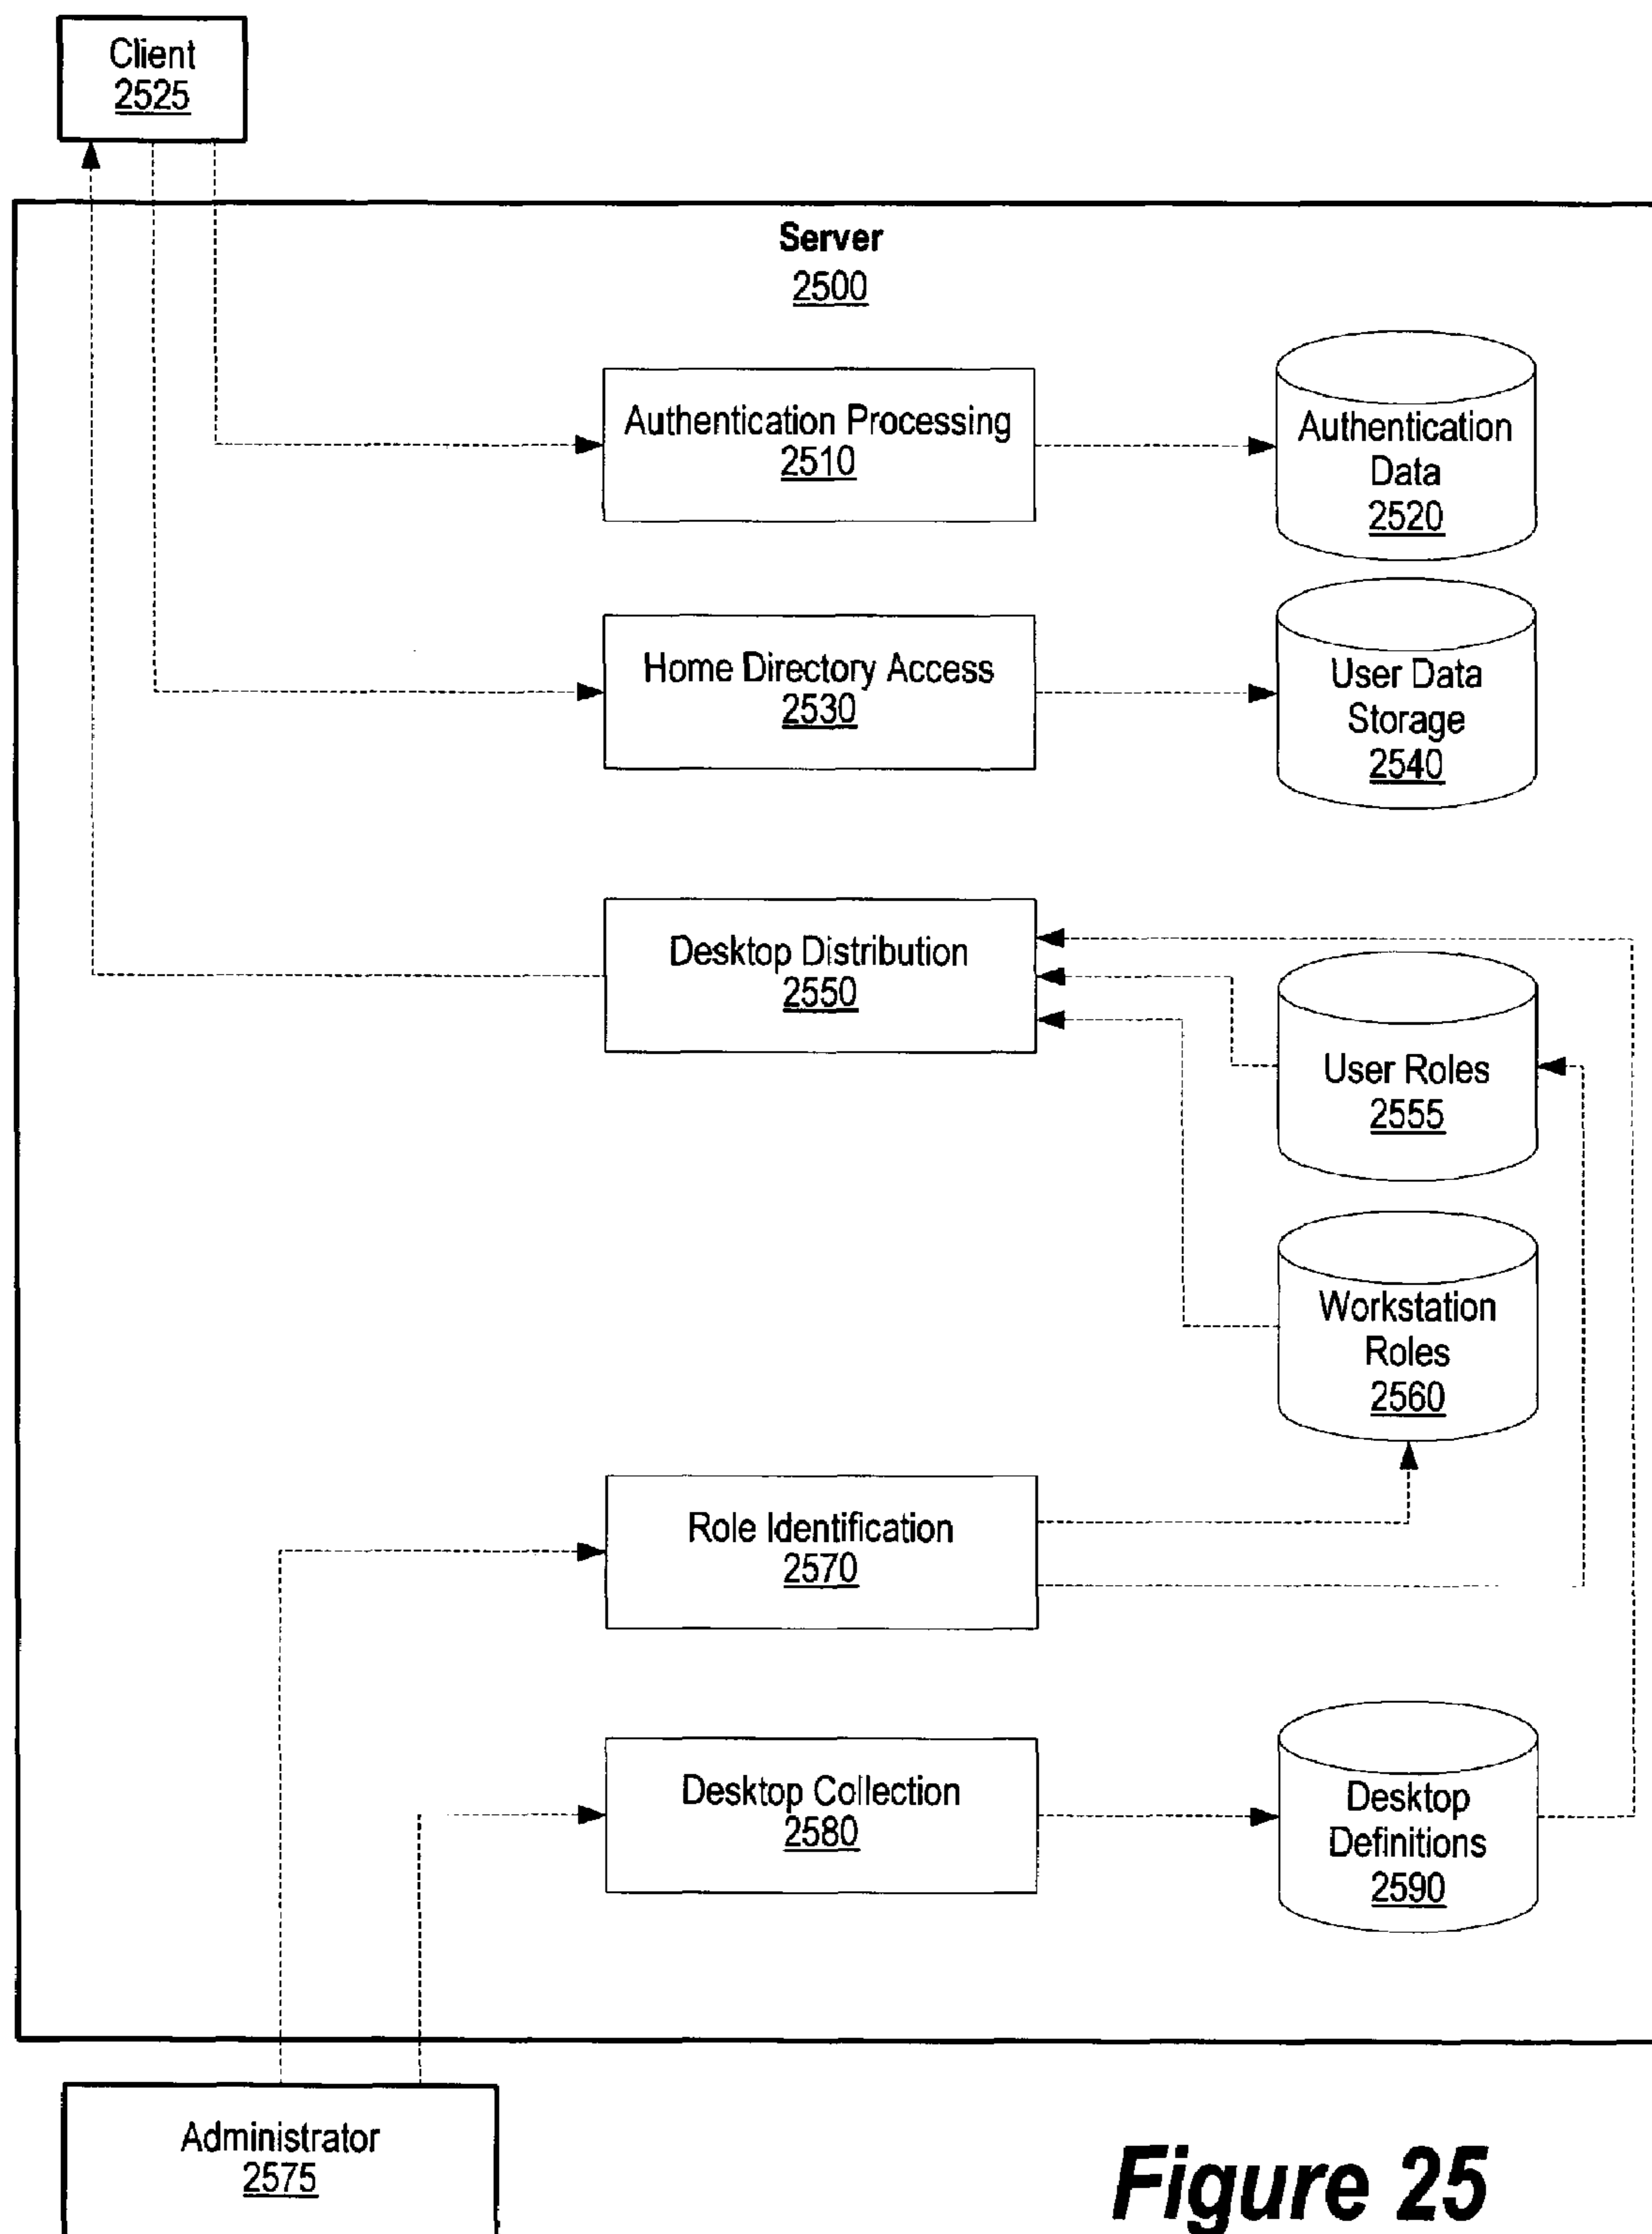 Client
2525
Server
2500
Authentication Processing
2510
Authentication
Data
2520
Home Directory Access
2530
User Data
Storage
2540
Desktop Distribution
2550
User Roles
2555
Workstation
Roles
2560
Role Identification
2570
Desktop Collection
2580
Desktop
Definitions
2590
Administrator
2575
Figure 25